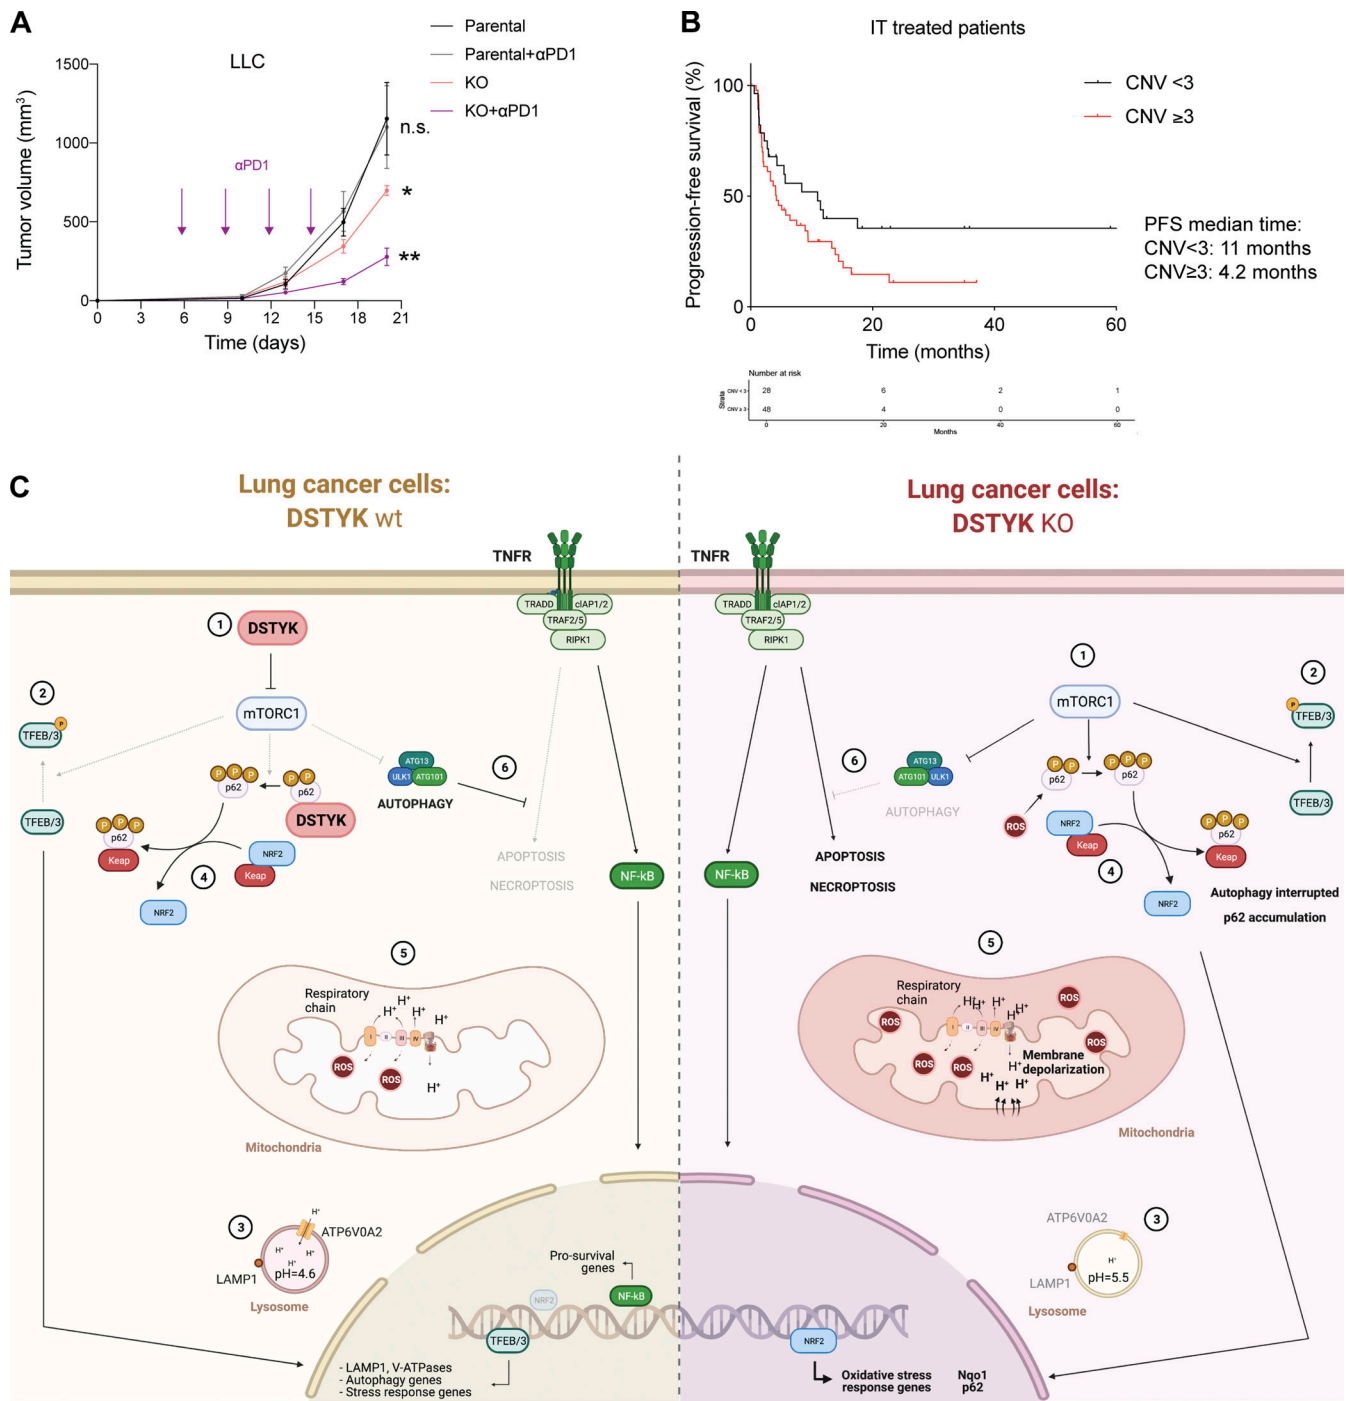 A
LLC
Parental
Parental+αPD1
KO
KO+αPD1
Tumor volume (mm³)
1500
1000
500
0
αPD1
n.s.
*
**
0 3 6 9 12 15 18 21
Time (days)
B
IT treated patients
CNV <3
CNV ≥3
Progression-free survival (%)
100
50
0
0 20 40 60
Time (months)
PFS median time:
CNV<3: 11 months
CNV≥3: 4.2 months
Number at risk
Strata
CNV < 3 28 6 2 1
CNV ≥ 3 48 4 0 0
0 20 40 60
Months
C
Lung cancer cells:
DSTYK wt
TNFR
TRADD
cIAP1/2
TRAF2/5
RIPK1
1
DSTYK
mTORC1
2
TFEB/3
P
TFEB/3
P P P
p62
P P
p62
DSTYK
P P P
p62
Keap
NRF2
Keap
4
NRF2
ATG13
ULK1
ATG101
AUTOPHAGY
6
APOPTOSIS
NECROPTOSIS
NF-kB
5
Respiratory
chain
H⁺
H⁺
H⁺
H⁺
I II III IV
ROS
ROS
H⁺
Mitochondria
3
H⁺
ATP6V0A2
H⁺
H⁺
H⁺
pH=4.6
LAMP1
Lysosome
Pro-survival
genes
NRF2
NF-kB
TFEB/3
- LAMP1, V-ATPases
- Autophagy genes
- Stress response genes
Lung cancer cells:
DSTYK KO
TNFR
TRADD
cIAP1/2
TRAF2/5
RIPK1
1
mTORC1
2
P
TFEB/3
TFEB/3
6
ATG13
ATG101
ULK1
AUTOPHAGY
P P
p62
P P P
p62
ROS
NRF2
Keap
P P P
p62
Keap
4
NRF2
APOPTOSIS
NECROPTOSIS
NF-kB
Autophagy interrupted
p62 accumulation
5
Respiratory
chain
H⁺
H⁺
H⁺
H⁺
H⁺
I II III IV
ROS
ROS
ROS
ROS
ROS
Membrane
depolarization
H⁺
H⁺
H⁺
H⁺
Mitochondria
ATP6V0A2
3
H⁺
pH=5.5
LAMP1
Lysosome
NRF2
Oxidative stress
response genes
Nqo1
p62